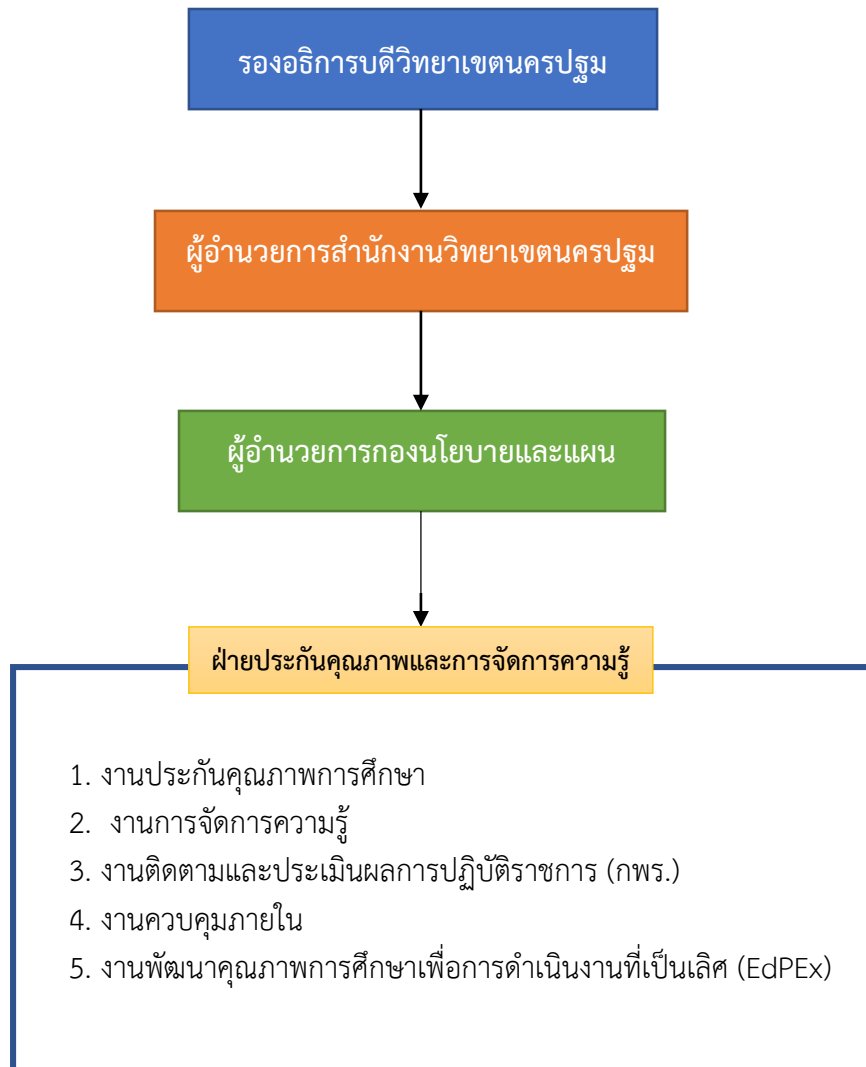 รองอธิการบดีวิทยาเขตนครปฐม
ผู้อำนวยการสำนักงานวิทยาเขตนครปฐม
ผู้อำนวยการกองนโยบายและแผน
ฝ่ายประกันคุณภาพและการจัดการความรู้
1. งานประกันคุณภาพการศึกษา
2. งานการจัดการความรู้
3. งานติดตามและประเมินผลการปฏิบัติราชการ (กพร.)
4. งานควบคุมภายใน
5. งานพัฒนาคุณภาพการศึกษาเพื่อการดำเนินงานที่เป็นเลิศ (EdPEx)